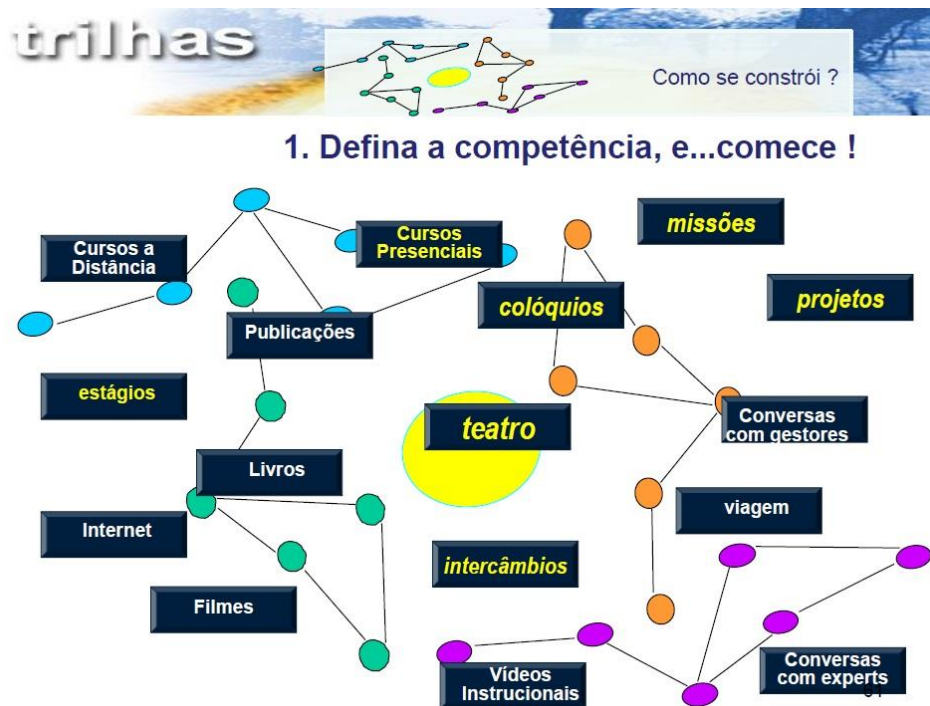 trilhas
Como se constrói ?
1. Defina a competência, e...comece !
missões
Cursos a
Distância
Cursos
Presenciais
colóquios
projetos
Publicações
estágios
teatro
Conversas
com gestores
Livros
Internet
viagem
intercâmbios
Filmes
Vídeos
Instrucionais
Conversas
com experts